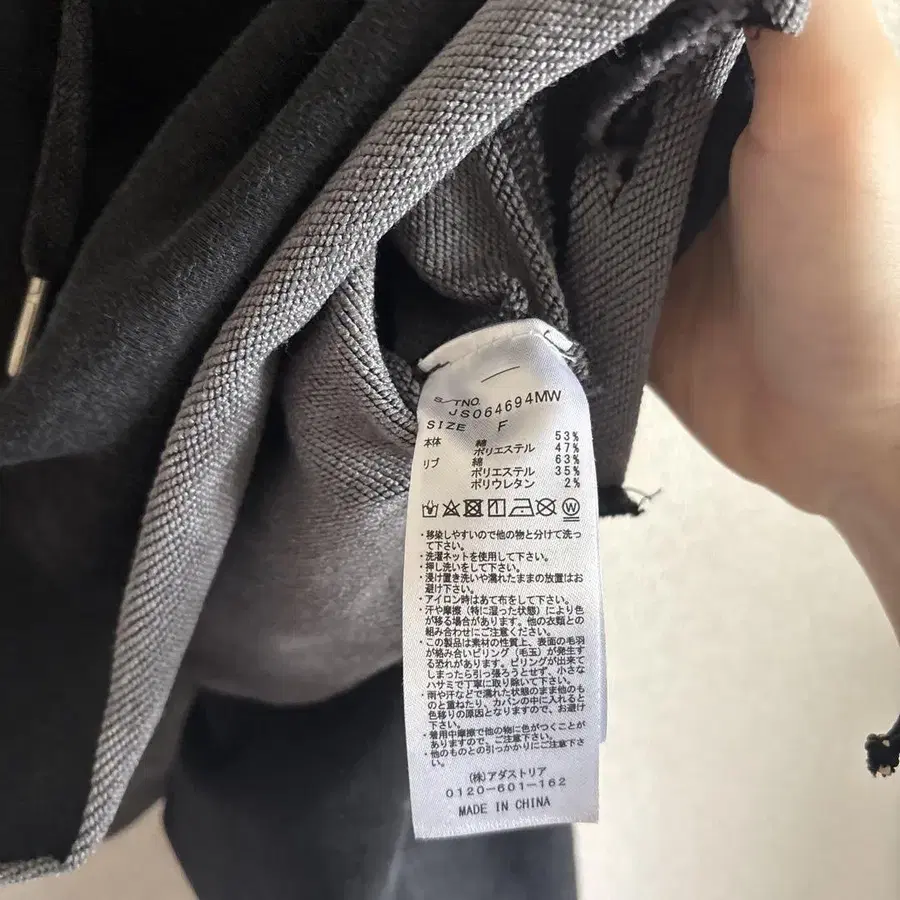 S/TNO.
JS064694MW
SIZE F
本体 綿 53%
ポリエステル 47%
リブ 綿 63%
ポリエステル 35%
ポリウレタン 2%
・移染しやすいので他の物と分けて洗っ
て下さい。
・洗濯ネットを使用して下さい。
・押し洗いをして下さい。
・浸け置き洗いや濡れたままの放置はお
避け下さい。
・アイロン時はあて布をして下さい。
・汗や摩擦（特に湿った状態）により色
が移る場合があります。他の衣類との
組み合わせにご注意ください。
・この製品は素材の性質上、表面の毛羽
が絡み合いピリング（毛玉）が発生す
る恐れがあります。ピリングが出来て
しまったら引っ張ろうとせず、小さな
ハサミで丁寧に取り除いて下さい。
・雨や汗などで濡れた状態のまま他のも
のと重ねたり、カバンの中に入れると
色移りの原因となりますので、お避け
下さい。
・着用中摩擦で他の物に色がつくことが
ありますので、ご注意下さい。
・他のものとの引っかかりにご注意下さ
い。
(株)アダストリア
0120-601-162
MADE IN CHINA